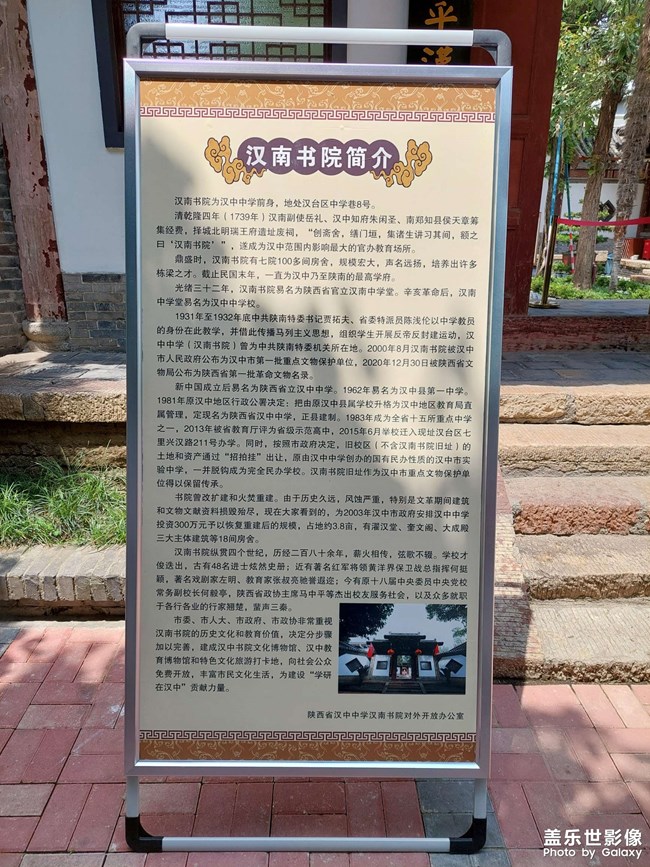 平
汉南书院简介
汉南书院为汉中中学前身，地处汉台区中学巷8号。
清乾隆四年（1739年）汉南副使岳礼、汉中知府朱闲圣、南郑知县侯天章筹
集经费，择城北明瑞王府遗址废祠，“创斋舍，缮门垣，集诸生讲习其间，额之
曰‘汉南书院’”，遂成为汉中范围内影响最大的官办教育场所。
鼎盛时，汉南书院有七院100多间房舍，规模宏大，声名远扬，培养出许多
栋梁之才。截止民国末年，一直为汉中乃至陕南的最高学府。
光绪三十二年，汉南书院易名为陕西省官立汉南中学堂。辛亥革命后，汉南
中学堂易名为汉中中学校。
1931年至1932年底中共陕南特委书记贾拓夫、省委特派员陈浅伦以中学教员
的身份在此教学，并借此传播马列主义思想，组织学生开展反帝反封建运动，汉
中中学（汉南书院）曾为中共陕南特委机关所在地。2000年8月汉南书院被汉中
市人民政府公布为汉中市第一批重点文物保护单位，2020年12月30日被陕西省文
物局公布为陕西省第一批革命文物名录。
新中国成立后易名为陕西省立汉中中学。1962年易名为汉中县第一中学。
1981年原汉中地区行政公署决定：把由原汉中县属学校升格为汉中地区教育局直
属管理，定现名为陕西省汉中中学，正县建制。1983年成为全省十五所重点中学
之一，2013年被省教育厅评为省级示范高中，2015年6月举校迁入现址汉台区七
里兴汉路211号办学。同时，按照市政府决定，旧校区（不含汉南书院旧址）的
土地和资产通过“招拍挂”出让，原由汉中中学创办的国有民办性质的汉中市实
验中学，一并脱钩成为完全民办学校。汉南书院旧址作为汉中市重点文物保护单
位得以保留传承。
书院曾改扩建和火焚重建。由于历史久远，风蚀严重，特别是文革期间建筑
和文物文献资料损毁殆尽，现在大家看到的，为2003年汉中市政府安排汉中中学
投资300万元予以恢复重建后的规模，占地约3.8亩，有濯汉堂、奎文阁、大成殿
三大主体建筑等18间房舍。
汉南书院纵贯四个世纪，历经二百八十余年，薪火相传，弦歌不辍。学校才
俊迭出，古有48名进士炫然史册；近有著名红军将领黄洋界保卫战总指挥何挺
颖，著名戏剧家左明、教育家张叔亮驰誉遐迩；今有原十八届中央委员中央党校
常务副校长何毅亭，陕西省政协主席马中平等杰出校友服务社会，以及众多就职
于各行各业的行家翘楚，蜚声三秦。
市委、市人大、市政府、市政协非常重视
汉南书院的历史文化和教育价值，决定分步骤
加以完善，建成汉中书院文化博物馆、汉中教
育博物馆和特色文化旅游打卡地，向社会公众
免费开放，丰富市民文化生活，为建设“学研
在汉中”贡献力量。
陕西省汉中中学汉南书院对外开放办公室
盖乐世影像
Photo by Galaxy